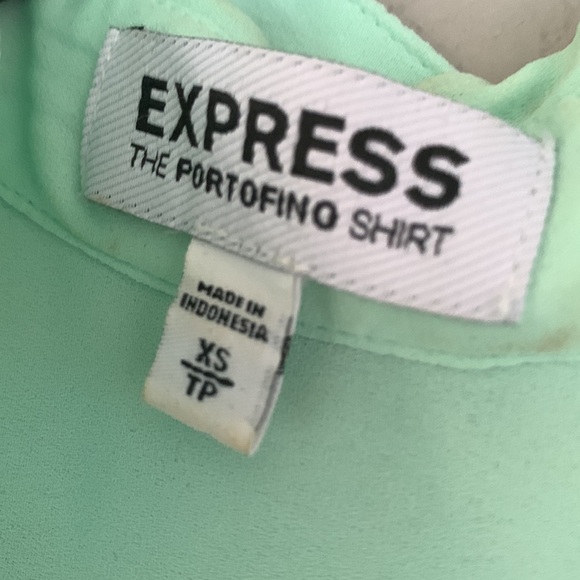 EXPRESS
THE PORTOFINO SHIRT
MADE IN
INDONESIA
XS
TP